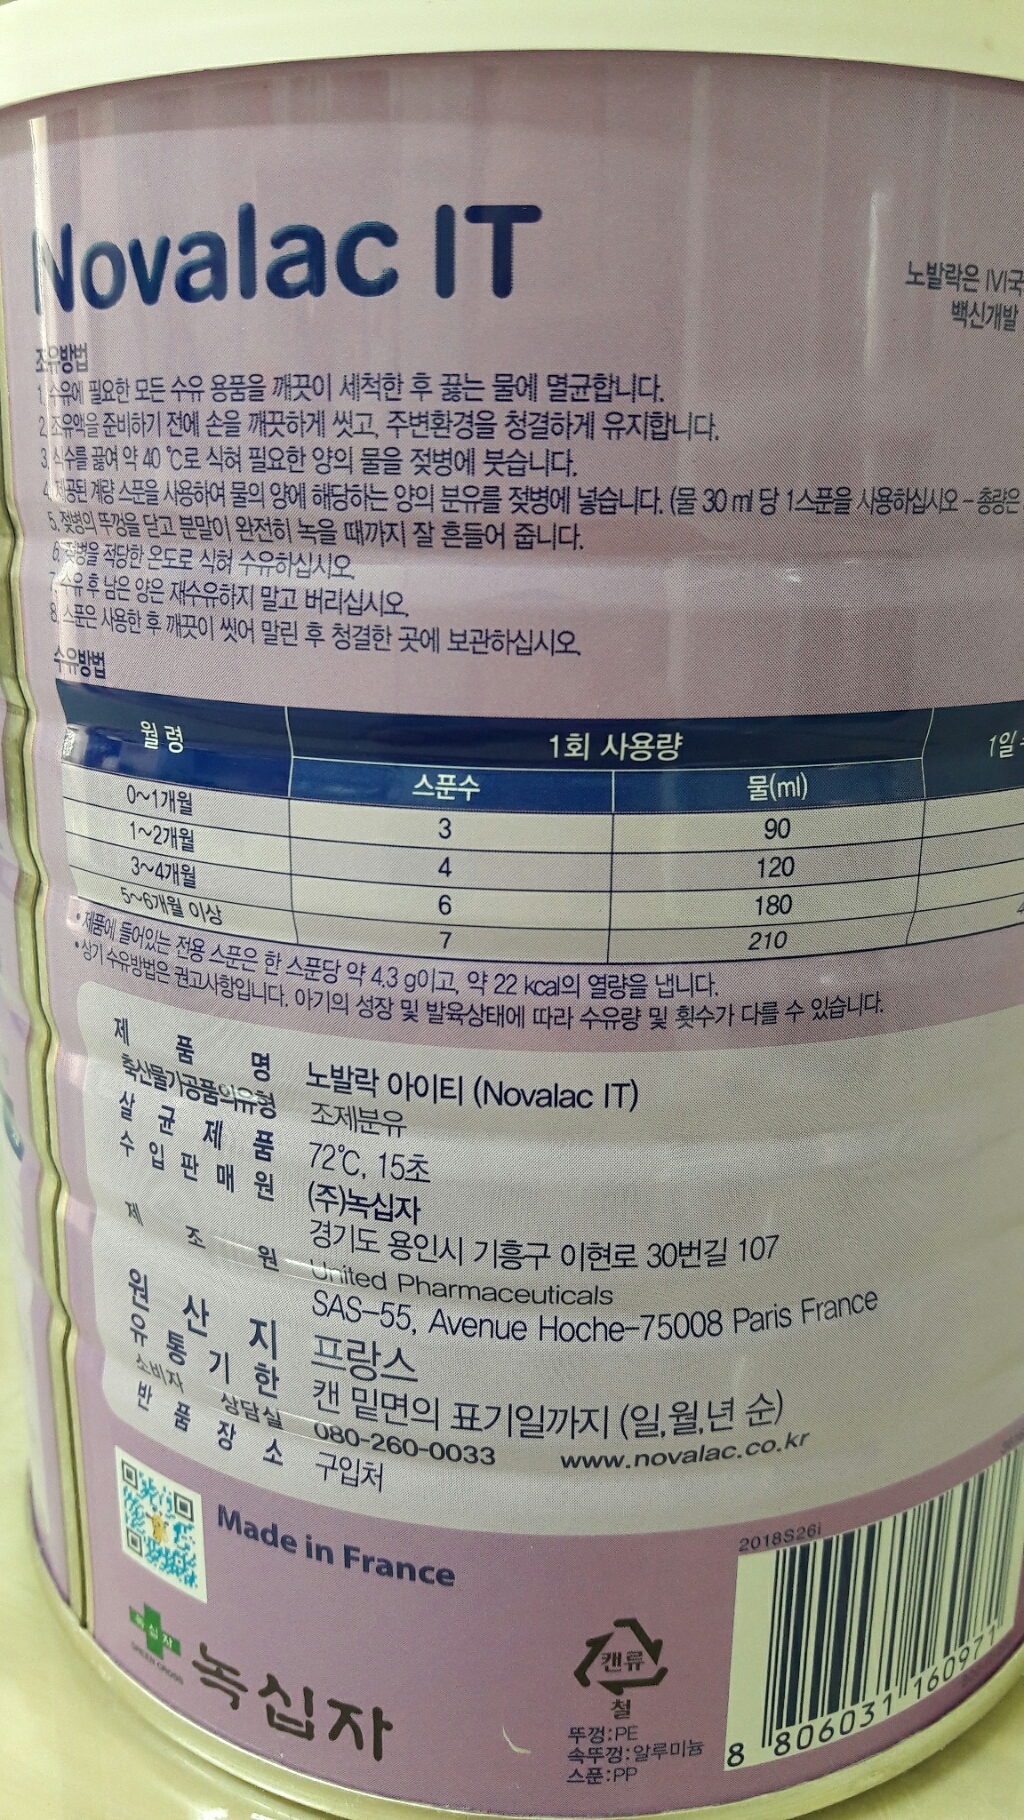 Novalac IT
노발락은 IVI국
백신개발
조유방법
1. 수유에 필요한 모든 수유 용품을 깨끗이 세척한 후 끓는 물에 멸균합니다.
2. 조유액을 준비하기 전에 손을 깨끗하게 씻고, 주변환경을 청결하게 유지합니다.
3. 식수를 끓여 약 40 ℃로 식혀 필요한 양의 물을 젖병에 붓습니다.
4. 제공된 계량 스푼을 사용하여 물의 양에 해당하는 양의 분유를 젖병에 넣습니다. (물 30 ml 당 1스푼을 사용하십시오 - 총량은
5. 젖병의 뚜껑을 닫고 분말이 완전히 녹을 때까지 잘 흔들어 줍니다.
6. 젖병을 적당한 온도로 식혀 수유하십시오.
7. 수유 후 남은 양은 재수유하지 말고 버리십시오.
8. 스푼은 사용한 후 깨끗이 씻어 말린 후 청결한 곳에 보관하십시오.
수유방법
월령 1회 사용량 1일
스푼수 물(ml)
0~1개월 3 90
1~2개월 4 120
3~4개월 6 180
5~6개월 이상 7 210
• 제품에 들어있는 전용 스푼은 한 스푼당 약 4.3 g이고, 약 22 kcal의 열량을 냅니다.
• 상기 수유방법은 권고사항입니다. 아기의 성장 및 발육상태에 따라 수유량 및 횟수가 다를 수 있습니다.
제품명 노발락 아이티 (Novalac IT)
축산물가공품의유형 조제분유
살균제품 72℃, 15초
수입판매원 (주)녹십자
경기도 용인시 기흥구 이현로 30번길 107
제조원 United Pharmaceuticals
SAS-55, Avenue Hoche-75008 Paris France
원산지 프랑스
유통기한 캔 밑면의 표기일까지 (일,월,년 순)
소비자 상담실 080-260-0033 www.novalac.co.kr
반품장소 구입처
Made in France
2018S26i
녹십자
GREEN CROSS
녹십자
캔류
철
뚜껑:PE
속뚜껑:알루미늄
스푼:PP
8 806031 160971